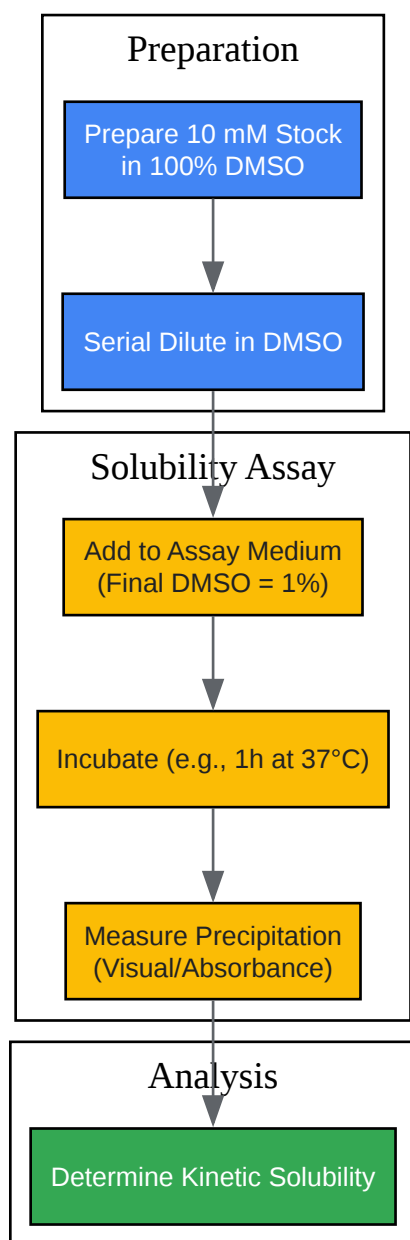 Preparation
Prepare 10 mM Stock
in 100% DMSO
Serial Dilute in DMSO
Solubility Assay
Add to Assay Medium
(Final DMSO = 1%)
Incubate (e.g., 1h at 37°C)
Measure Precipitation
(Visual/Absorbance)
Analysis
Determine Kinetic Solubility